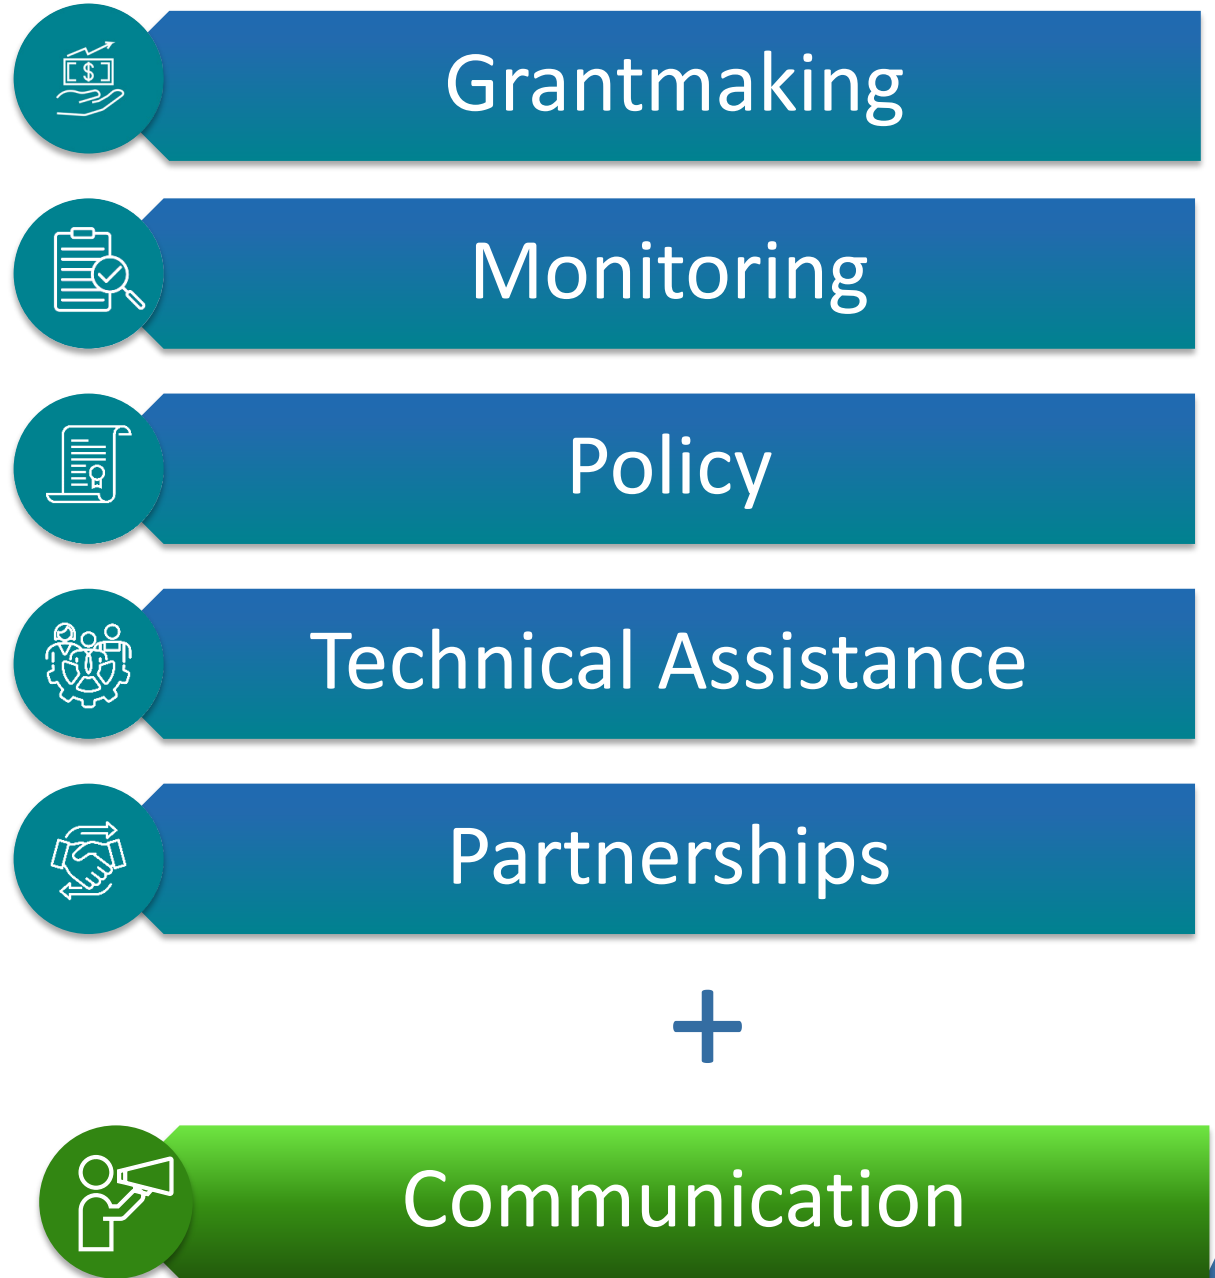 Grantmaking
Monitoring
Policy
Technical Assistance
Partnerships
+
Communication